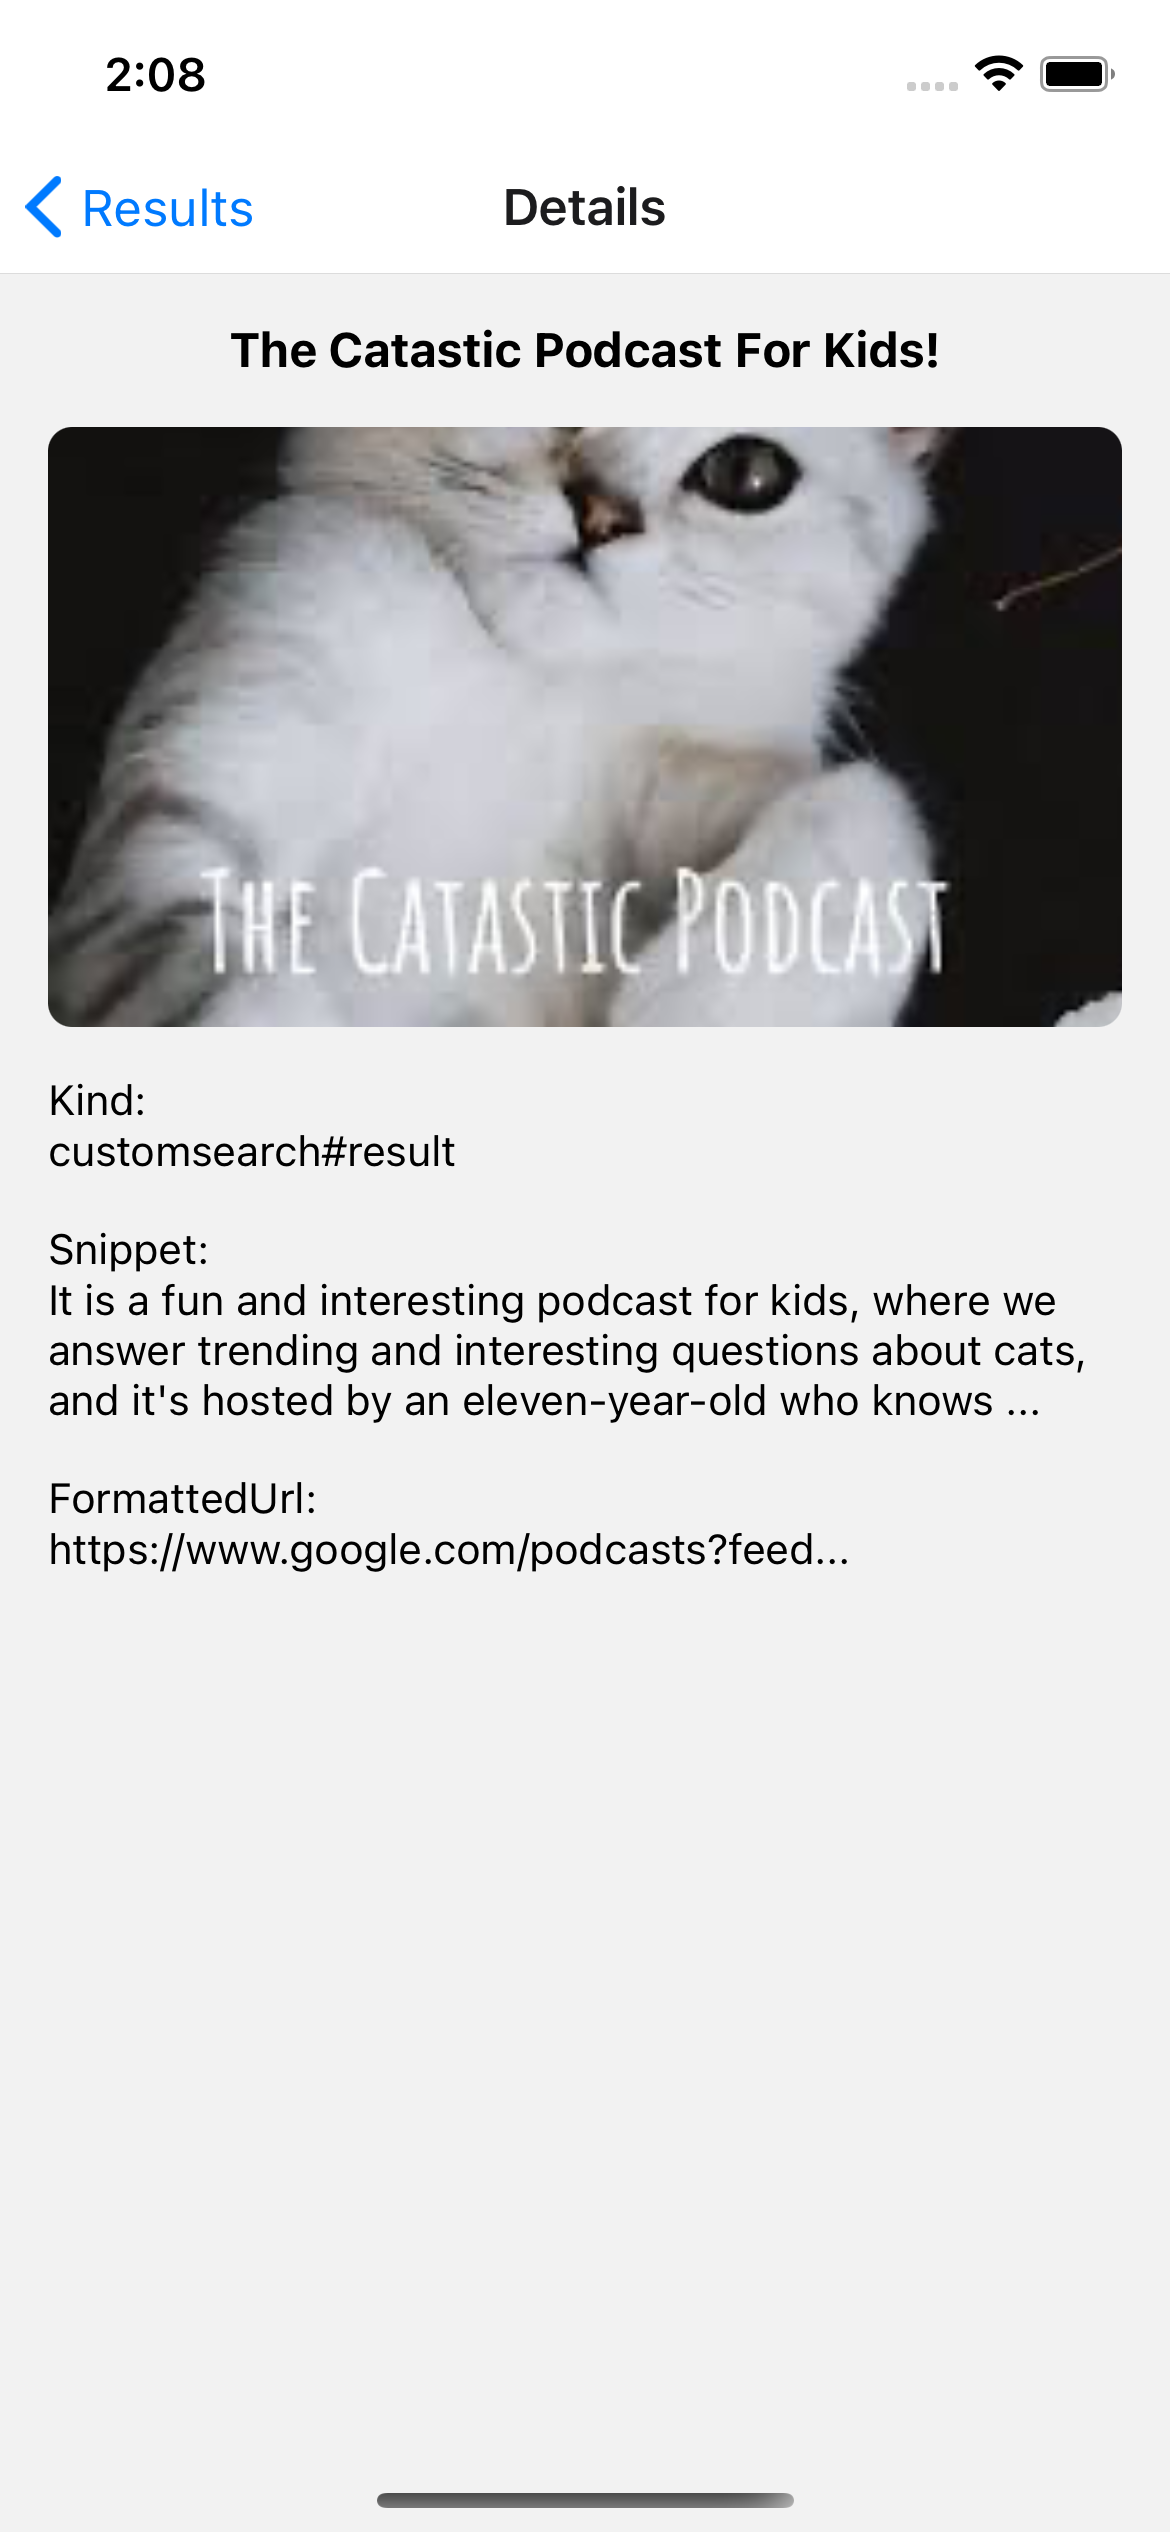 2:08
Results
Details
The Catastic Podcast For Kids!
The Catastic Podcast
Kind:
customsearch#result
Snippet:
It is a fun and interesting podcast for kids, where we
answer trending and interesting questions about cats,
and it's hosted by an eleven-year-old who knows ...
FormattedUrl:
https://www.google.com/podcasts?feed...